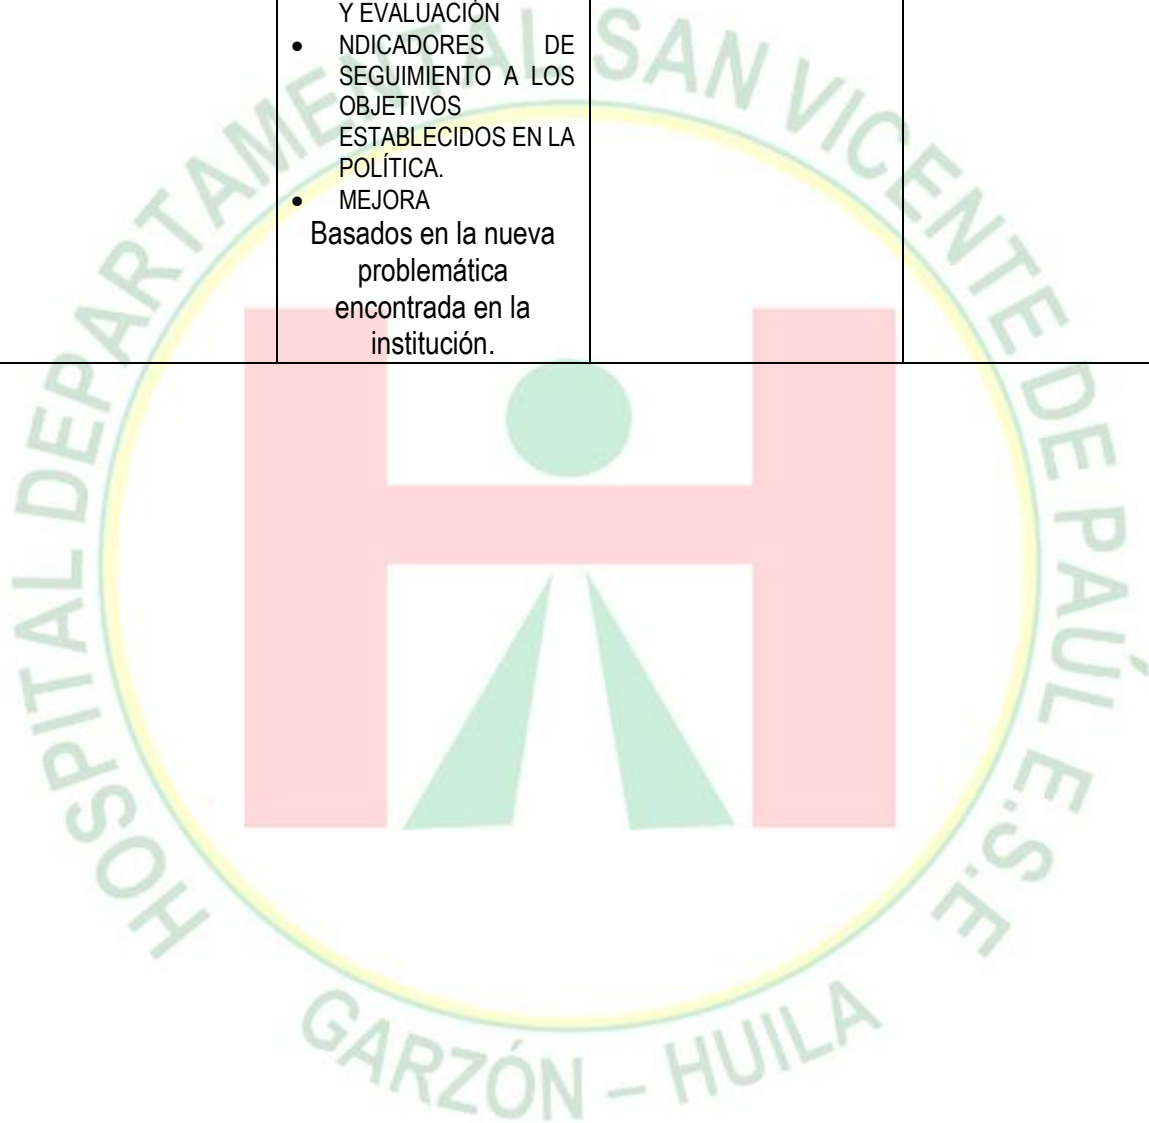 Y EVALUACIÓN
• NDICADORES DE
SEGUIMIENTO A LOS
OBJETIVOS
ESTABLECIDOS EN LA
POLÍTICA.
• MEJORA
Basados en la nueva
problemática
encontrada en la
institución.
HOSPITAL DEPARTAMENTAL SAN VICENTE DE PAÚL E.S.E
GARZÓN – HUILA